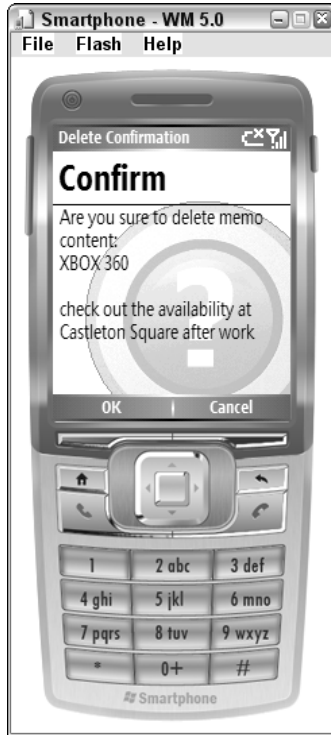 Smartphone - WM 5.0
File Flash Help
Delete Confirmation
Confirm
Are you sure to delete memo
content:
XBOX 360
check out the availability at
Castleton Square after work
OK Cancel
1 2 abc 3 def
4 ghi 5 jkl 6 mno
7 pqrs 8 tuv 9 wxyz
* 0+ #
Smartphone